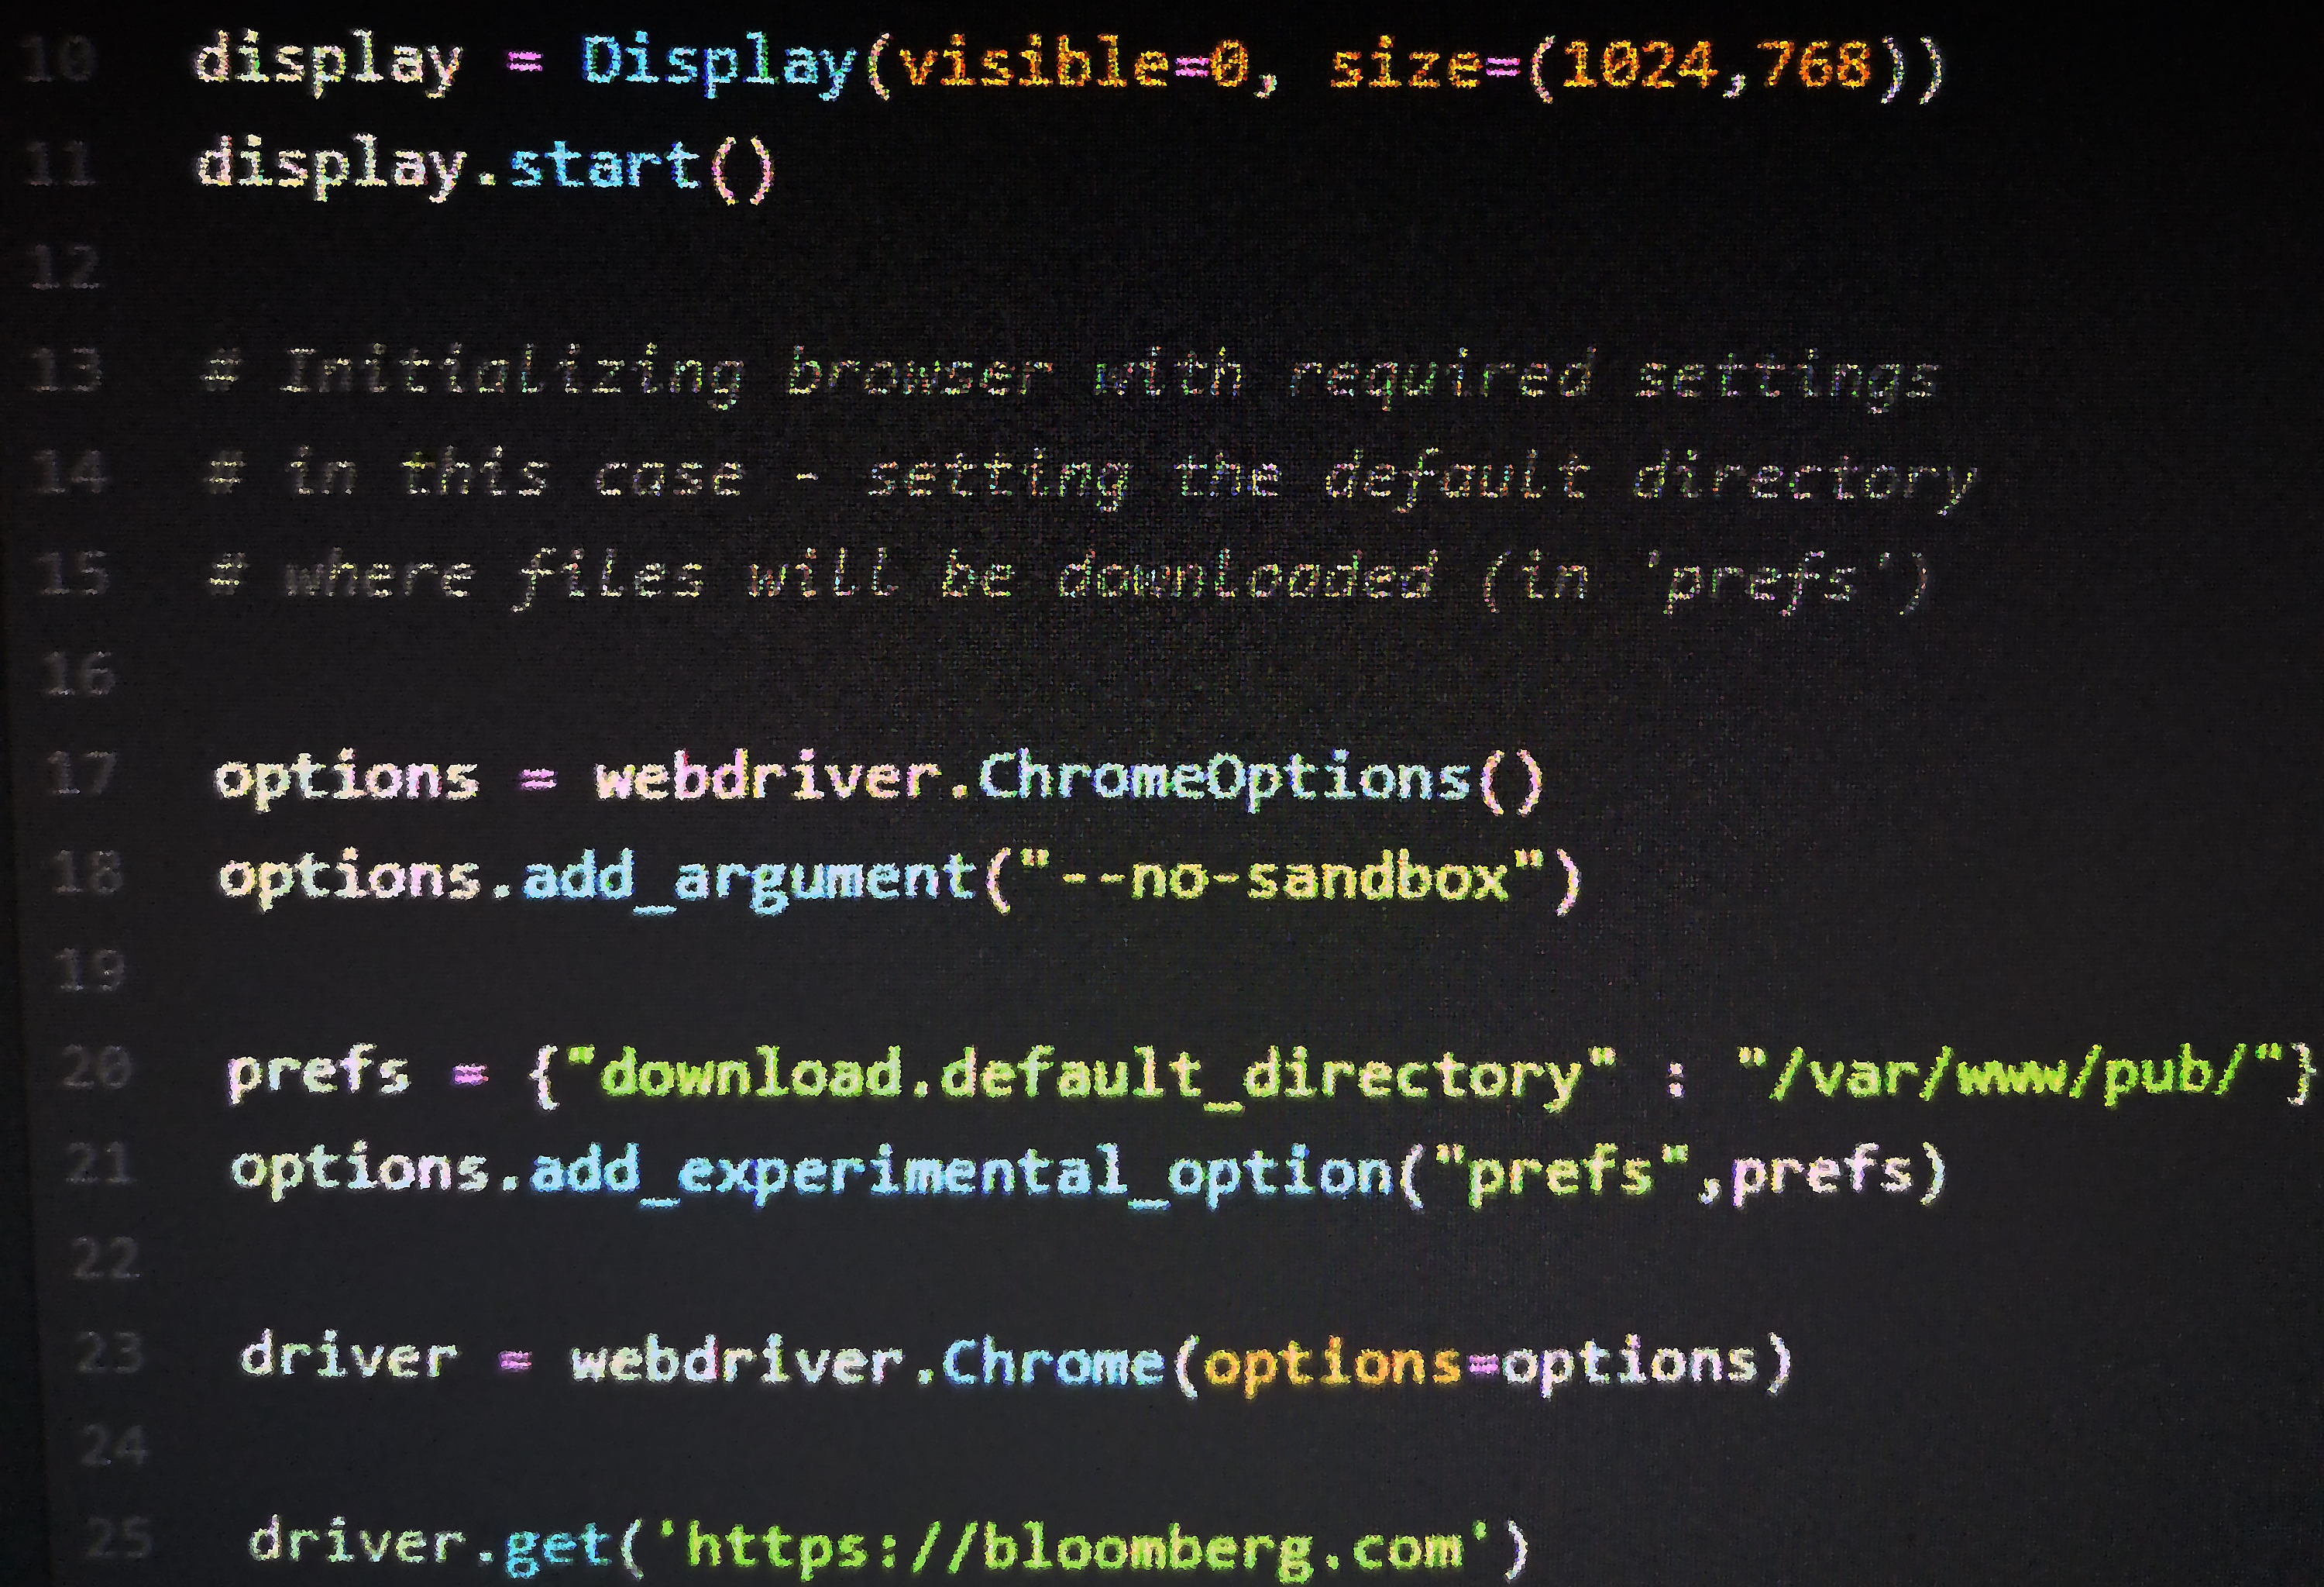 10 display = Display(visible=0, size=(1024,768))
11 display.start()
12
13 # Initializing browser with required settings
14 # in this case - setting the default directory
15 # where files will be downloaded (in 'prefs')
16
17 options = webdriver.ChromeOptions()
18 options.add_argument("--no-sandbox")
19
20 prefs = {"download.default_directory" : "/var/www/pub/"}
21 options.add_experimental_option("prefs",prefs)
22
23 driver = webdriver.Chrome(options=options)
24
25 driver.get('https://bloomberg.com')